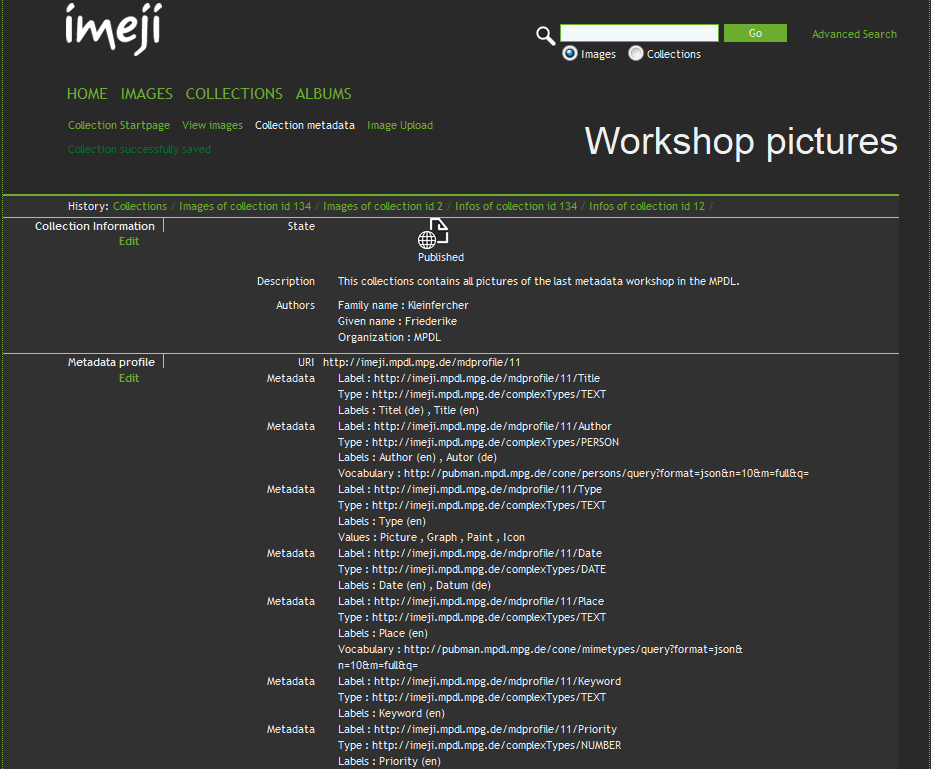 imeji
Go
Advanced Search
Images Collections
HOME IMAGES COLLECTIONS ALBUMS
Collection Startpage View images Collection metadata Image Upload
Workshop pictures
Collection successfully saved
History: Collections / Images of collection id 134 / Images of collection id 2 / Infos of collection id 134 / Infos of collection id 12 /
Collection Information
Edit
State
Published
Description This collections contains all pictures of the last metadata workshop in the MPDL.
Authors Family name : Kleinfercher
Given name : Friederike
Organization : MPDL
Metadata profile
Edit
URI http://imeji.mpdl.mpg.de/mdprofile/11
Metadata Label : http://imeji.mpdl.mpg.de/mdprofile/11/Title
Type : http://imeji.mpdl.mpg.de/complexTypes/TEXT
Labels : Titel (de) , Title (en)
Metadata Label : http://imeji.mpdl.mpg.de/mdprofile/11/Author
Type : http://imeji.mpdl.mpg.de/complexTypes/PERSON
Labels : Author (en) , Autor (de)
Vocabulary : http://pubman.mpdl.mpg.de/cone/persons/query?format=json&n=10&m=full&q=
Metadata Label : http://imeji.mpdl.mpg.de/mdprofile/11/Type
Type : http://imeji.mpdl.mpg.de/complexTypes/TEXT
Labels : Type (en)
Values : Picture , Graph , Paint , Icon
Metadata Label : http://imeji.mpdl.mpg.de/mdprofile/11/Date
Type : http://imeji.mpdl.mpg.de/complexTypes/DATE
Labels : Date (en) , Datum (de)
Metadata Label : http://imeji.mpdl.mpg.de/mdprofile/11/Place
Type : http://imeji.mpdl.mpg.de/complexTypes/TEXT
Labels : Place (en)
Vocabulary : http://pubman.mpdl.mpg.de/cone/mimetypes/query?format=json&
n=10&m=full&q=
Metadata Label : http://imeji.mpdl.mpg.de/mdprofile/11/Keyword
Type : http://imeji.mpdl.mpg.de/complexTypes/TEXT
Labels : Keyword (en)
Metadata Label : http://imeji.mpdl.mpg.de/mdprofile/11/Priority
Type : http://imeji.mpdl.mpg.de/complexTypes/NUMBER
Labels : Priority (en)